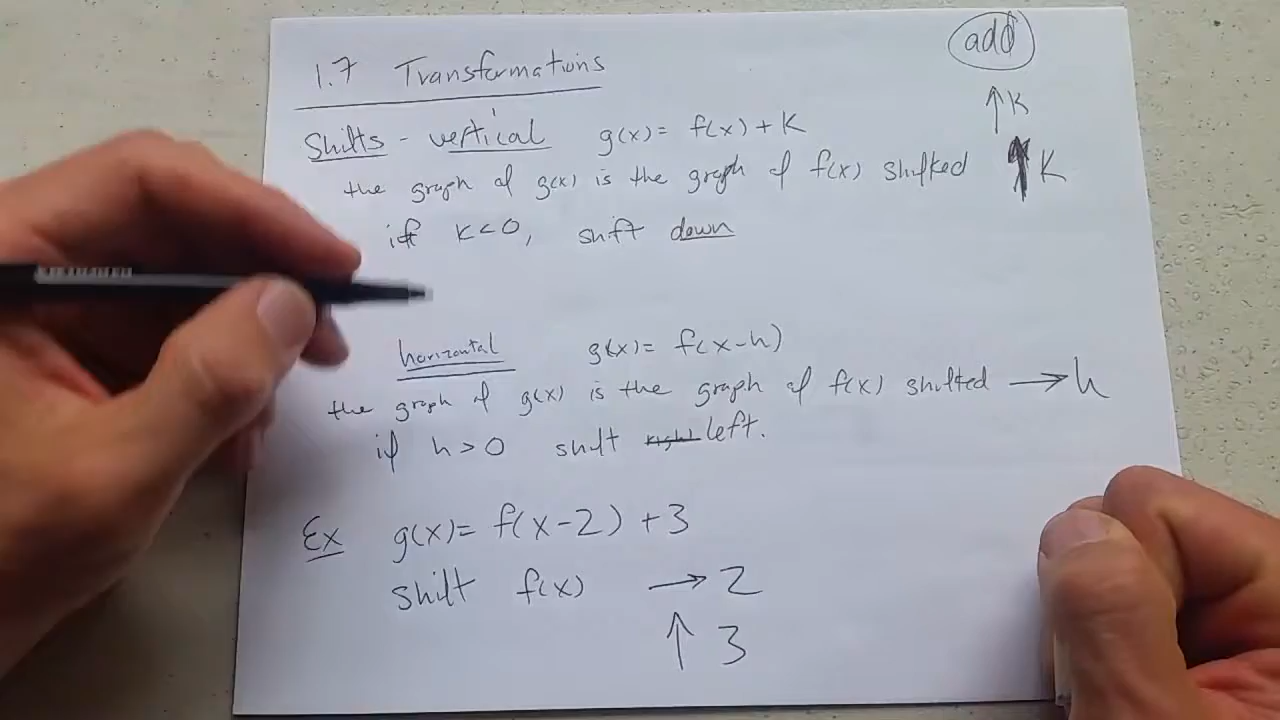 1.7 Transformations
add
↑ K
Shifts - vertical g(x) = f(x) + K
the graph of g(x) is the graph of f(x) shifted ↑ K
if K < 0, shift down
horizontal g(x) = f(x-h)
the graph of g(x) is the graph of f(x) shifted → h
if h > 0 shift right left.
Ex g(x) = f(x-2) + 3
shift f(x) → 2
↑ 3